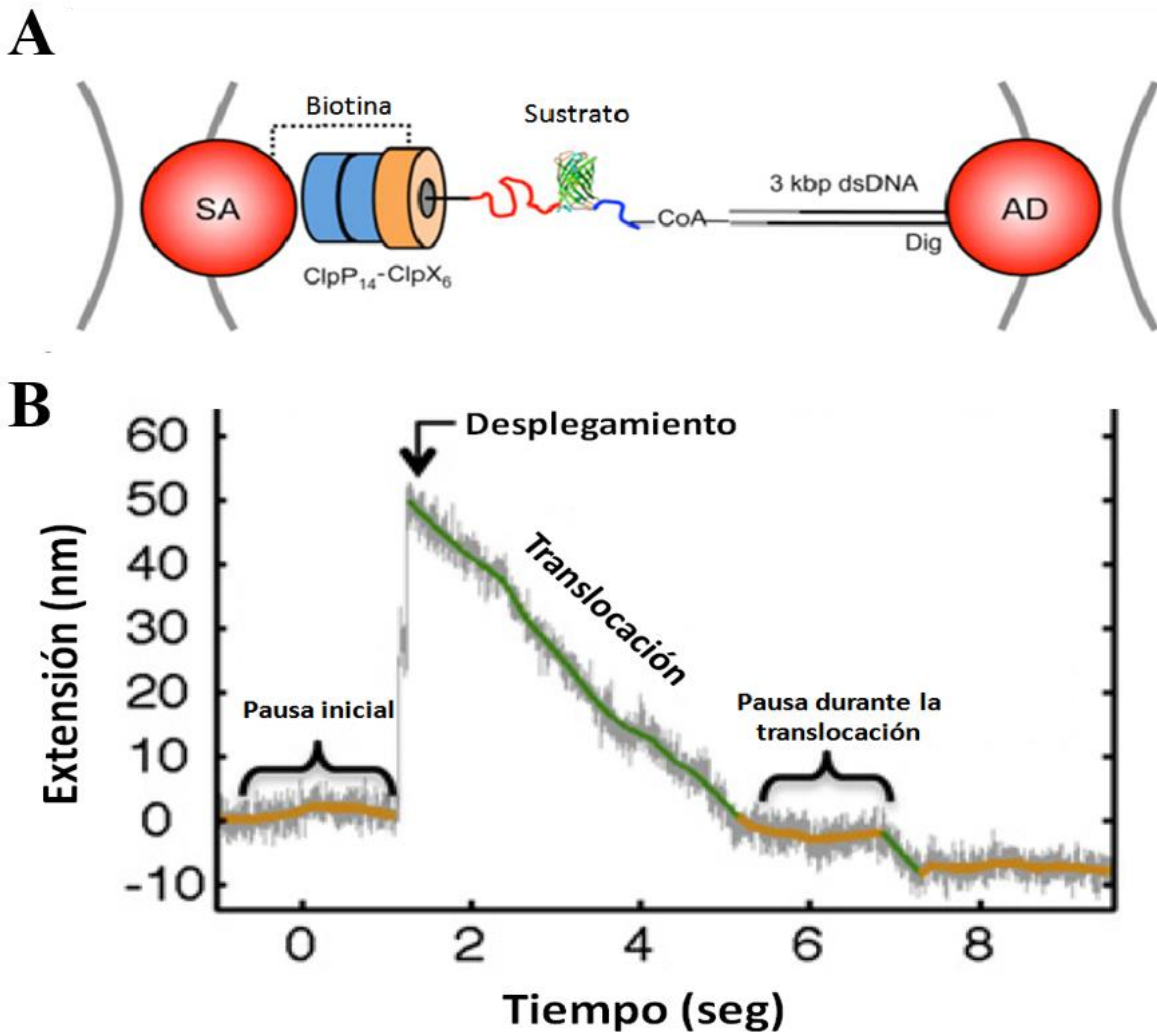 A
Biotina
Sustrato
SA
3 kbp dsDNA
AD
CoA
Dig
ClpP₁₄-ClpX₆
B
60
50
40
30
20
10
0
-10
Extensión (nm)
Desplegamiento
Translocación
Pausa inicial
Pausa durante la
translocación
0 2 4 6 8
Tiempo (seg)